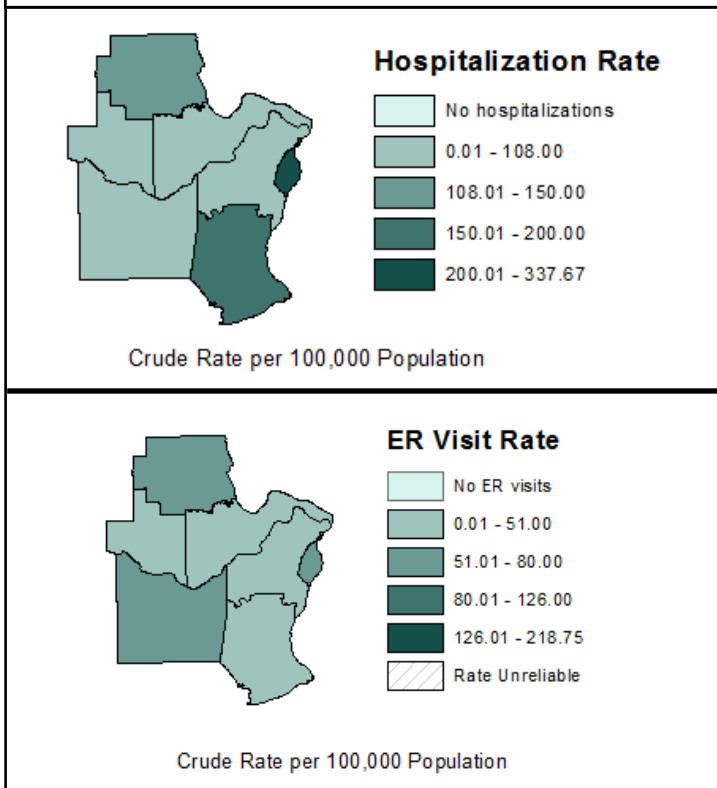 Hospitalization Rate
No hospitalizations
0.01 - 108.00
108.01 - 150.00
150.01 - 200.00
200.01 - 337.67
Crude Rate per 100,000 Population
ER Visit Rate
No ER visits
0.01 - 51.00
51.01 - 80.00
80.01 - 126.00
126.01 - 218.75
Rate Unreliable
Crude Rate per 100,000 Population